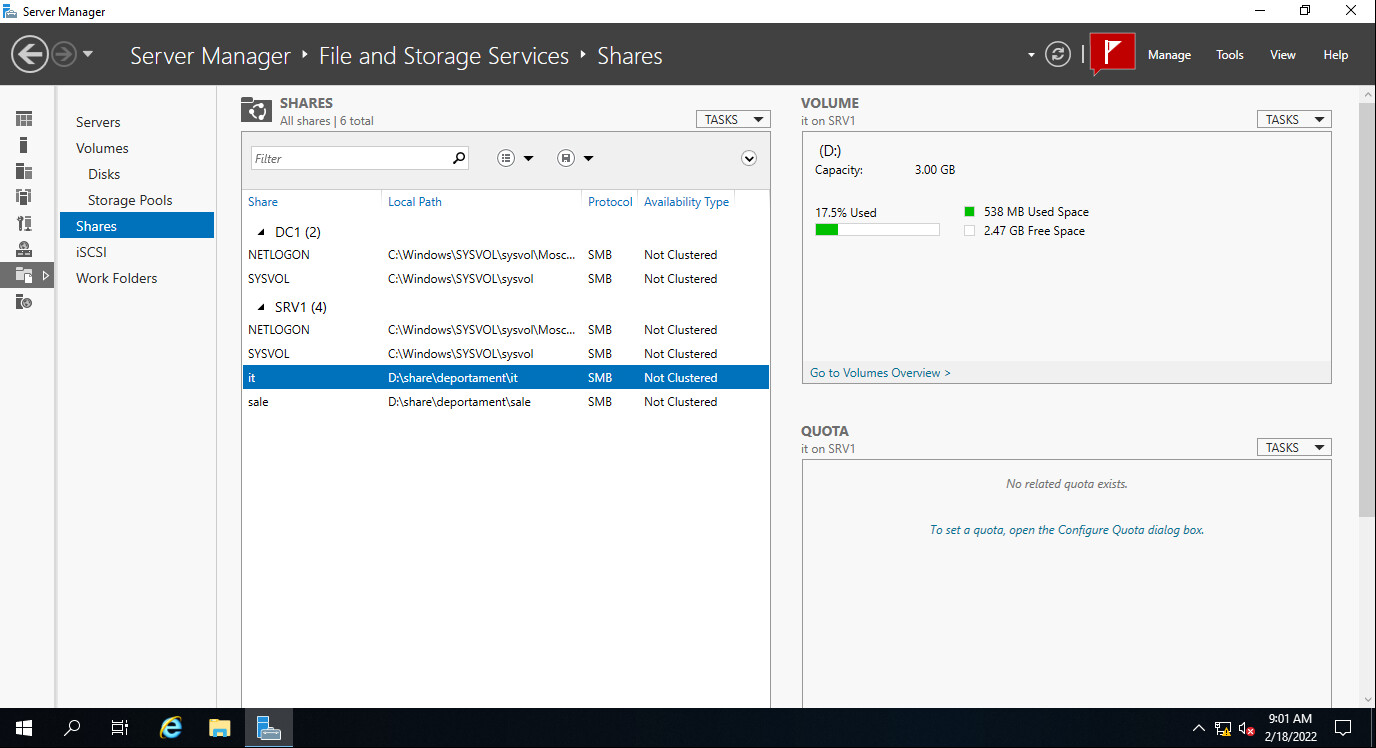 Server Manager
Server Manager ‣ File and Storage Services ‣ Shares
Manage Tools View Help
Servers
Volumes
Disks
Storage Pools
Shares
iSCSI
Work Folders
SHARES
All shares | 6 total
TASKS
Filter
Share Local Path Protocol Availability Type
DC1 (2)
NETLOGON C:\Windows\SYSVOL\sysvol\Mosc... SMB Not Clustered
SYSVOL C:\Windows\SYSVOL\sysvol SMB Not Clustered
SRV1 (4)
NETLOGON C:\Windows\SYSVOL\sysvol\Mosc... SMB Not Clustered
SYSVOL C:\Windows\SYSVOL\sysvol SMB Not Clustered
it D:\share\deportament\it SMB Not Clustered
sale D:\share\deportament\sale SMB Not Clustered
VOLUME
it on SRV1
TASKS
(D:)
Capacity: 3.00 GB
17.5% Used
538 MB Used Space
2.47 GB Free Space
Go to Volumes Overview >
QUOTA
it on SRV1
TASKS
No related quota exists.
To set a quota, open the Configure Quota dialog box.
9:01 AM
2/18/2022